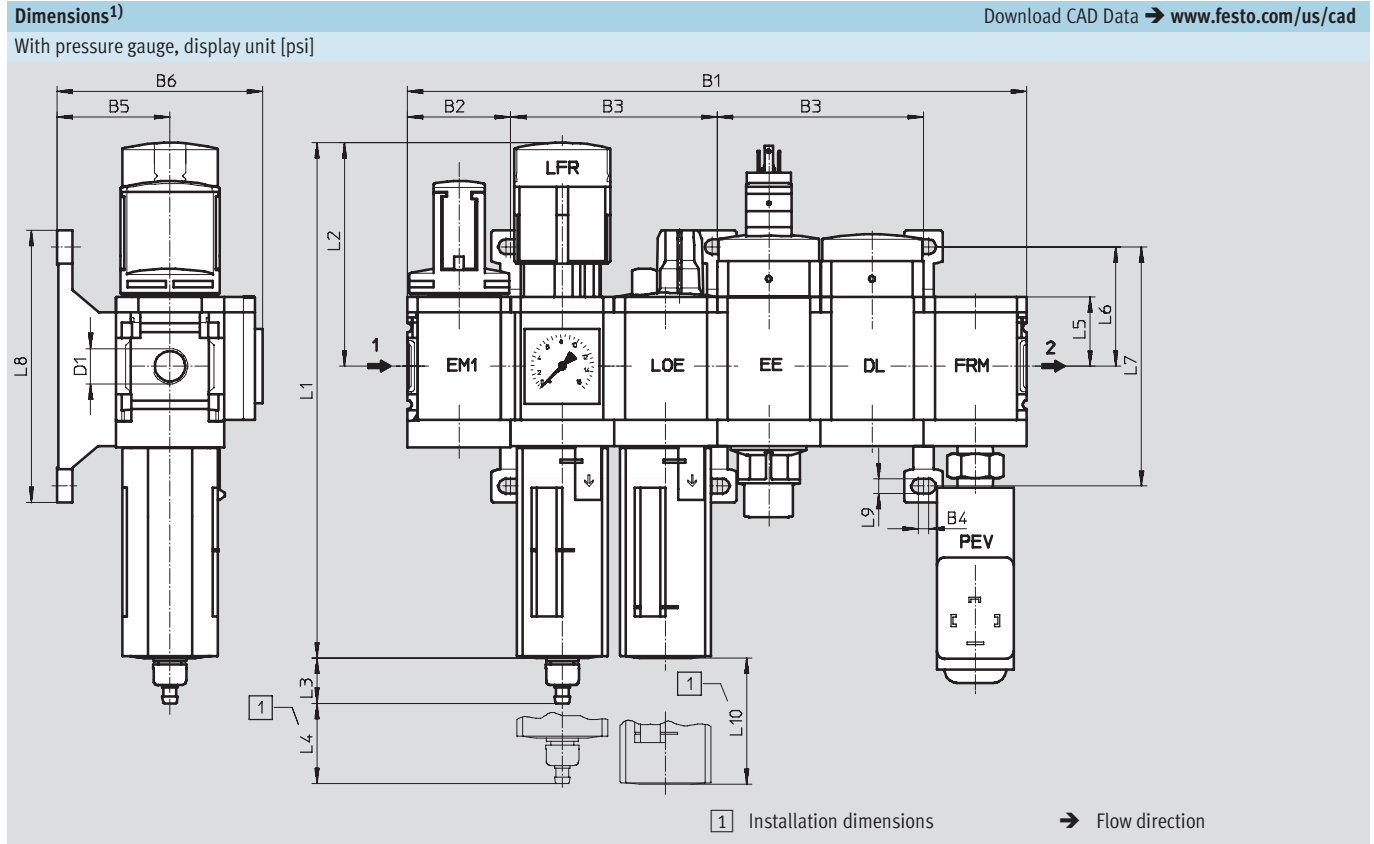 Dimensions1) Download CAD Data ➔ www.festo.com/us/cad
With pressure gauge, display unit [psi]
B6 B1
B5 B2 B3 B3
LFR
L2
L8 D1 L1 L5 L6 L7
1 EM1 LOE EE DL FRM 2
L9 B4
PEV
L3
1 1
L4 L10
1 Installation dimensions ➔ Flow direction